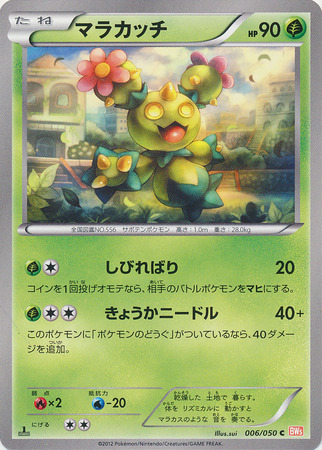 たね
マラカッチ
HP90
全国図鑑NO.556 サボテンポケモン 高さ:1.0m 重さ:28.0kg
しびればり 20
コインを1回投げオモテなら、相手のバトルポケモンをマヒにする。
きょうかニードル 40+
このポケモンに「ポケモンのどうぐ」がついているなら、40ダメージを追加。
弱点 抵抗力
×2 -20
にげる
乾燥した 土地で 暮らす。
体を リズミカルに 動かすと
マラカスのような 音を 奏でる。
1 EDITION
©2012 Pokémon/Nintendo/Creatures/GAME FREAK.
Illus.sui
006/050 C
BW5